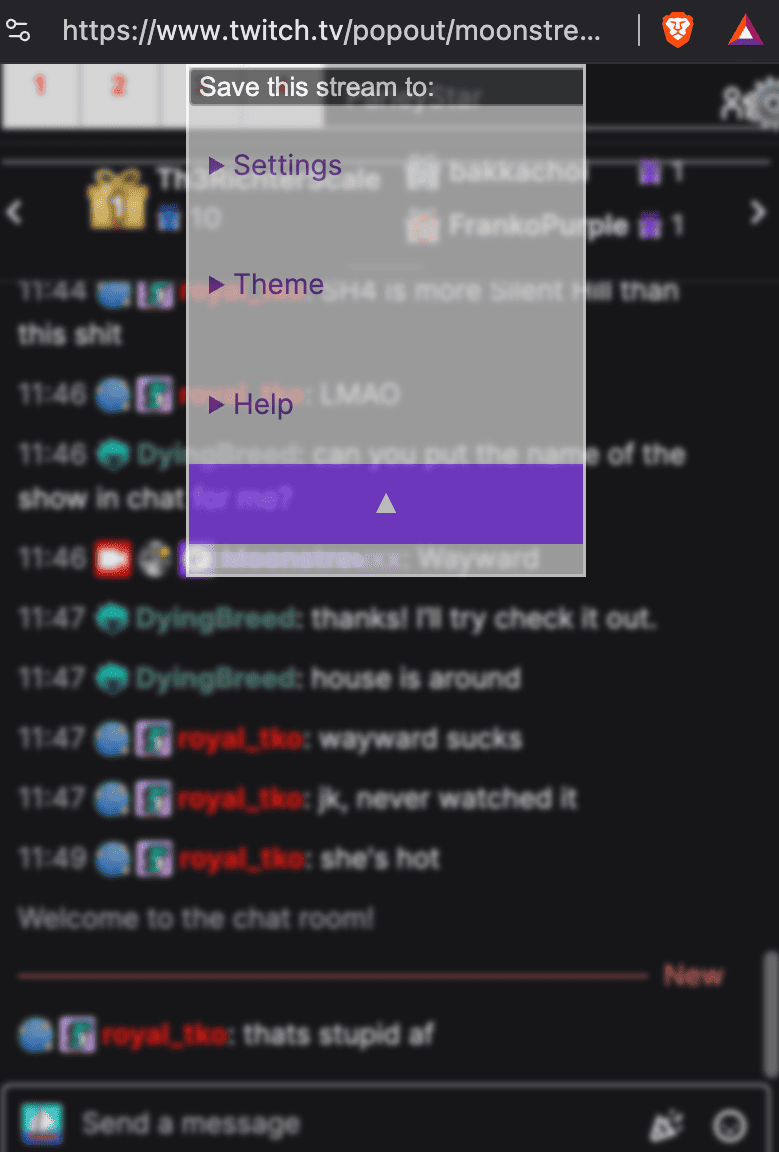 https://www.twitch.tv/popout/moonstre...
1 2
Save this stream to:
Settings
Th3RichterScale
10
bakkachoi 1
FrankoPurple 1
Theme
11:44 royal_tko: SH4 is more Silent Hill than
this shit
11:46 royal_tko: LMAO
Help
11:46 DyingBreed: can you put the name of the
show in chat for me?
11:46 Wayward
11:47 DyingBreed: thanks! I'll try check it out.
11:47 DyingBreed: house is around
11:47 royal_tko: wayward sucks
11:47 royal_tko: jk, never watched it
11:49 royal_tko: she's hot
Welcome to the chat room!
New
royal_tko: thats stupid af
Send a message